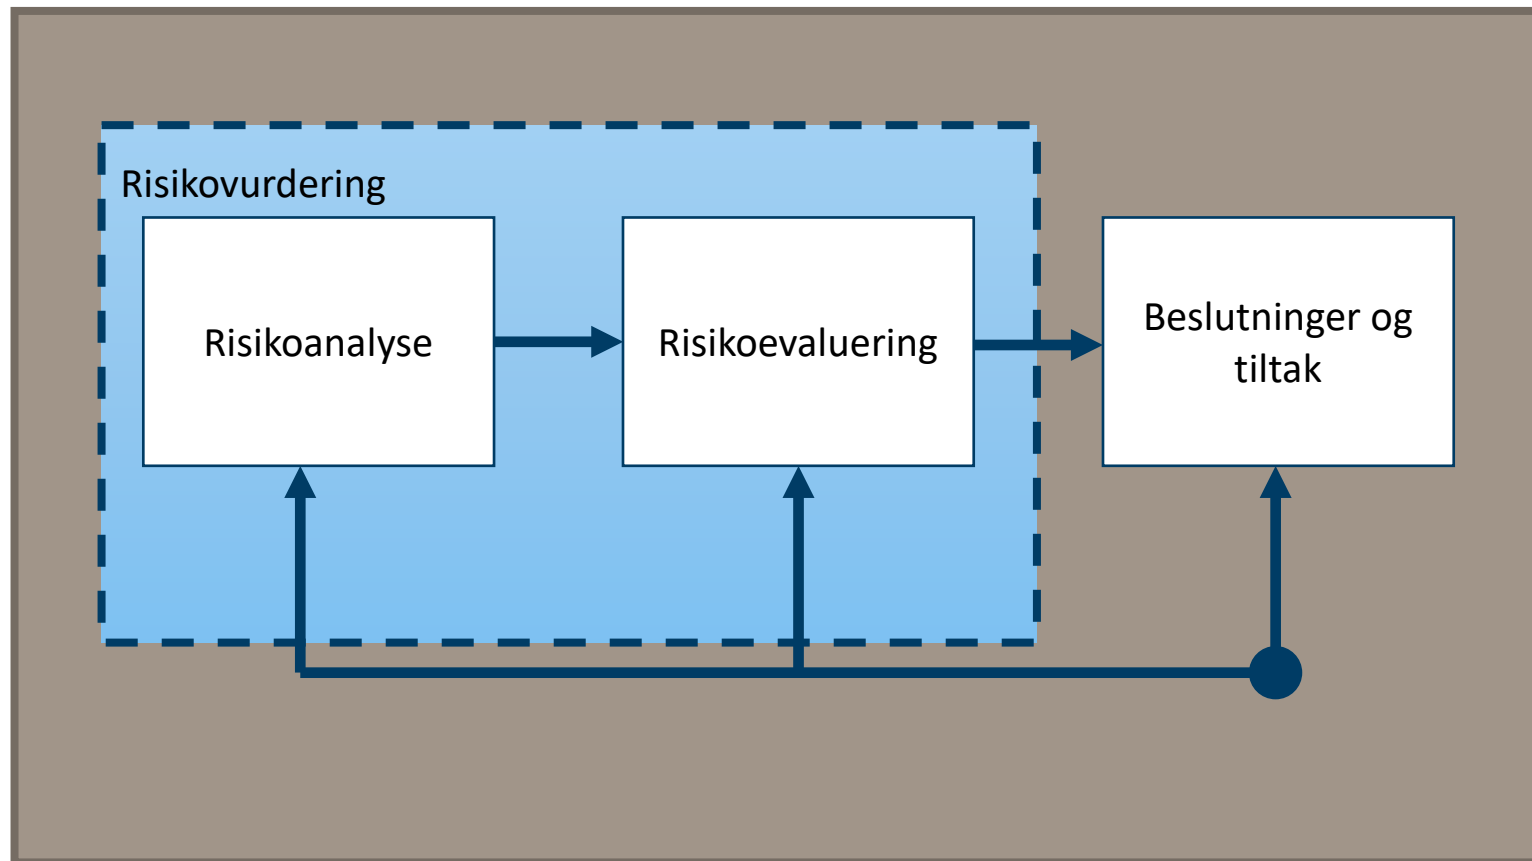 Risikovurdering
Risikoanalyse
Risikoevaluering
Beslutninger og
tiltak